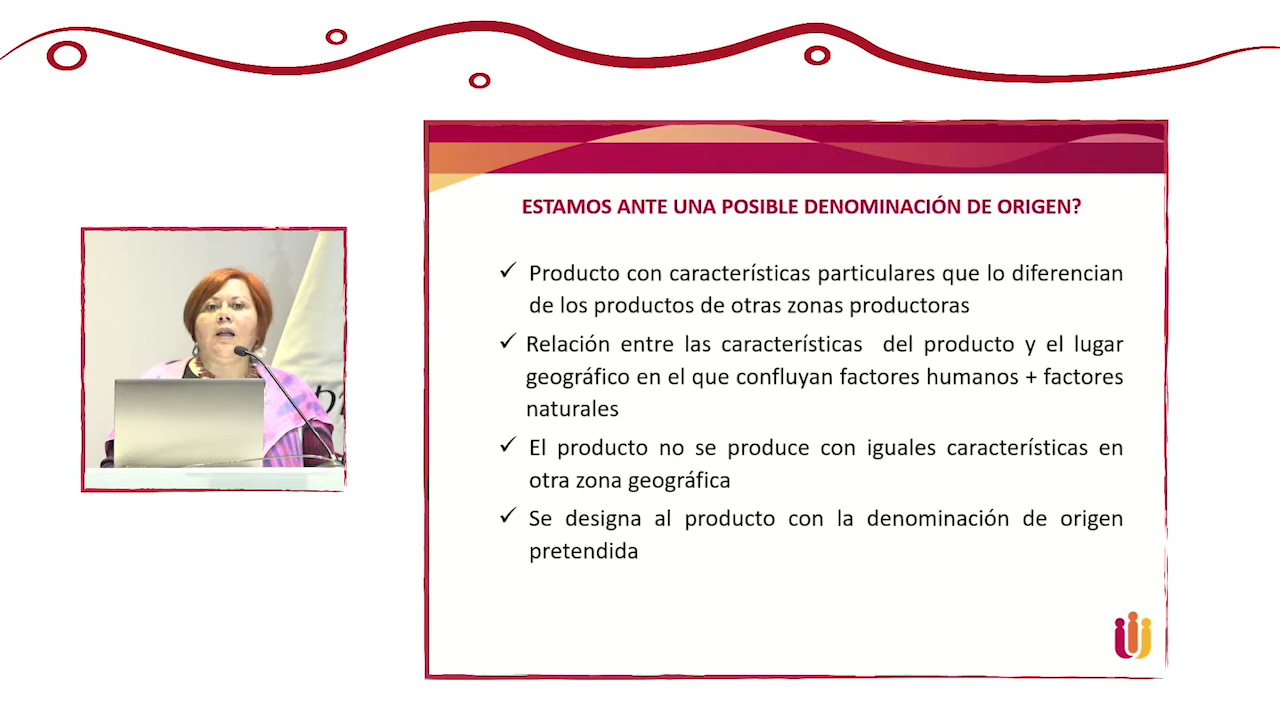 ESTAMOS ANTE UNA POSIBLE DENOMINACIÓN DE ORIGEN?
✓ Producto con características particulares que lo diferencian
de los productos de otras zonas productoras
✓ Relación entre las características del producto y el lugar
geográfico en el que confluyan factores humanos + factores
naturales
✓ El producto no se produce con iguales características en
otra zona geográfica
✓ Se designa al producto con la denominación de origen
pretendida